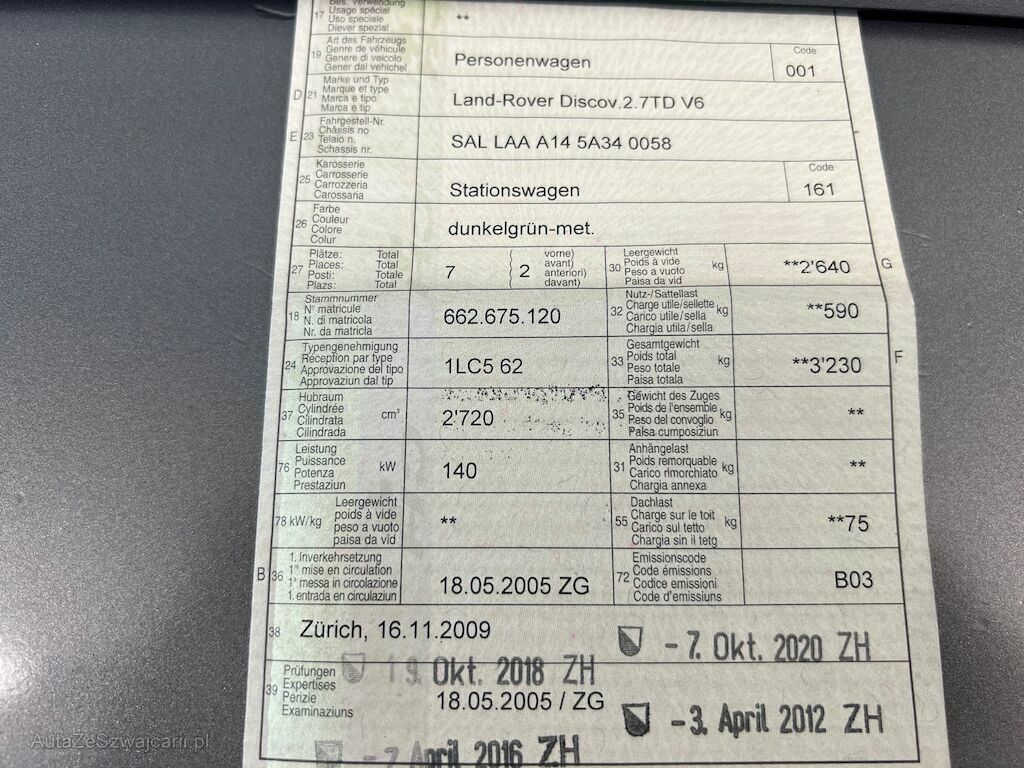 Bes. Verwendung
Usage spécial
17 Uso speciale
Diever spezial
**
Art des Fahrzeugs
19 Genre de véhicule
Genere di veicolo
Gener dal vehichel
Personenwagen
Code
001
Marke und Typ
D 21 Marque et type
Marca e tipo
Marca e tip
Land-Rover Discov.2.7TD V6
Fahrgestell-Nr.
E 23 Châssis no
Telaio n.
Schassis nr.
SAL LAA A14 5A34 0058
Karosserie
25 Carrosserie
Carrozzeria
Carossaria
Stationswagen
Code
161
Farbe
26 Couleur
Colore
Colur
dunkelgrün-met.
Plätze: Total
27 Places: Total
Posti: Totale
Plazs: Total
7
2
vorne)
avant)
anteriori)
davant)
Leergewicht
30 Poids à vide kg
Peso a vuoto
Paisa da vid
**2'640
G
Stammnummer
18 N° matricule
N. di matricola
Nr. da matricla
662.675.120
Nutz-/Sattellast
32 Charge utile/sellette kg
Carico utile/sella
Chargia utila/sella
**590
Typengenehmigung
24 Réception par type
Approvazione del tipo
Approvaziun dal tip
1LC5 62
Gesamtgewicht
33 Poids total kg
Peso totale
Paisa totala
**3'230
F
Hubraum
37 Cylindrée cm³
Cilindrata
Cilindrada
2'720
Gewicht des Zuges
35 Poids de l'ensemble kg
Peso del convoglio
Paisa cumposiziun
**
Leistung
76 Puissance kW
Potenza
Prestaziun
140
Anhängelast
31 Poids remorquable kg
Carico rimorchiato
Chargia annexa
**
Leergewicht
78 kW/kg poids à vide
peso a vuoto
paisa da vid
**
Dachlast
55 Charge sur le toit kg
Carico sul tetto
Chargia sin il tetg
**75
1. Inverkehrsetzung
B 36 1re mise en circulation
1a messa in circolazione
1. entrada en circulaziun
18.05.2005 ZG
Emissionscode
72 Code émissions
Codice emissioni
Code d'emissiuns
B03
38 Zürich, 16.11.2009
- 7. Okt. 2020 ZH
19. Okt. 2018 ZH
Prüfungen
39 Expertises
Perizie
Examinaziuns
18.05.2005 / ZG
- 3. April 2012 ZH
- 7. April 2016 ZH
AutaZeSzwajcarii.pl